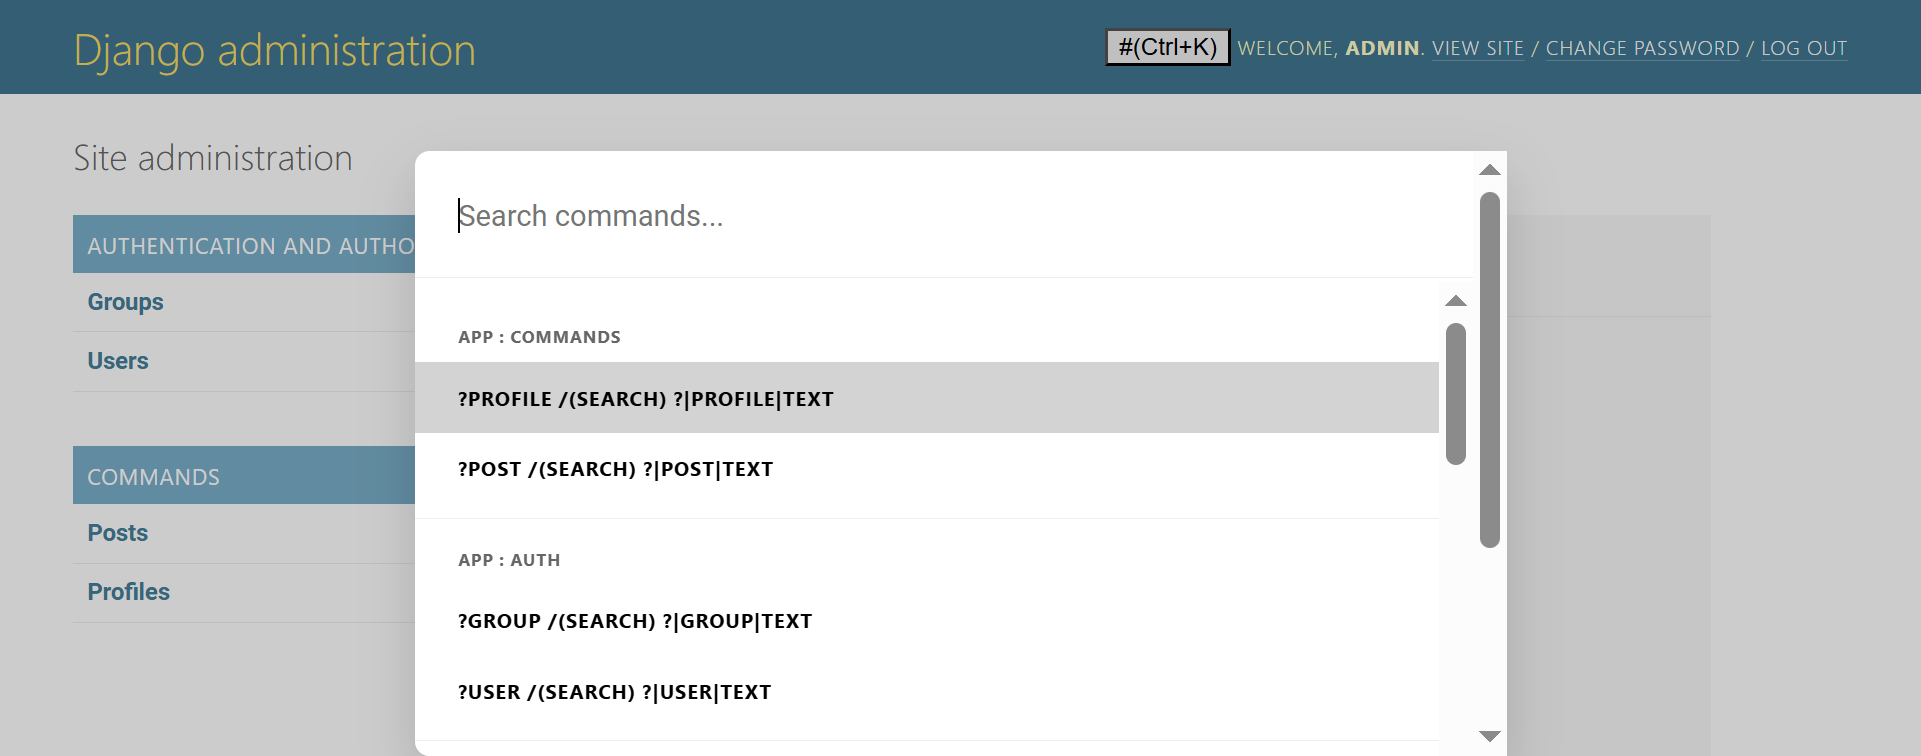 Django administration
#(Ctrl+K) WELCOME, ADMIN. VIEW SITE / CHANGE PASSWORD / LOG OUT
Site administration
AUTHENTICATION AND AUTHO
Groups
Users
COMMANDS
Posts
Profiles
Search commands...
APP : COMMANDS
?PROFILE /(SEARCH) ?|PROFILE|TEXT
?POST /(SEARCH) ?|POST|TEXT
APP : AUTH
?GROUP /(SEARCH) ?|GROUP|TEXT
?USER /(SEARCH) ?|USER|TEXT